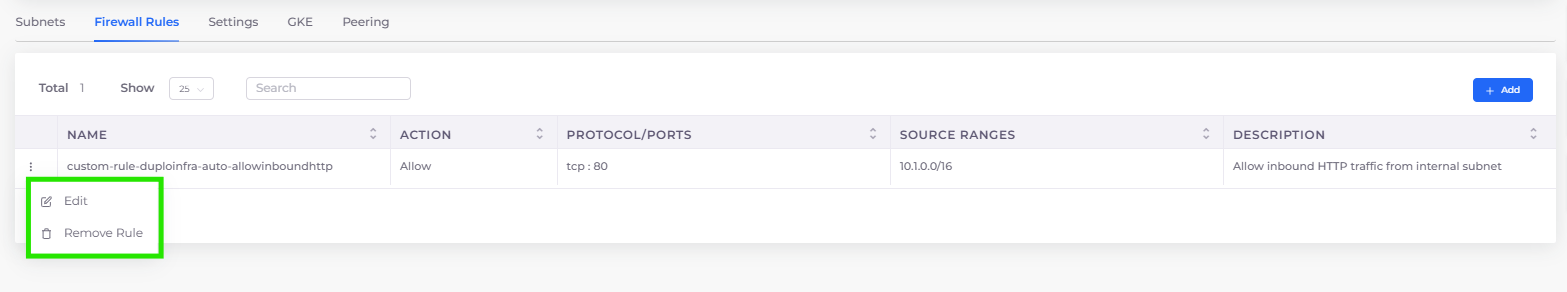 Subnets Firewall Rules Settings GKE Peering
Total 1 Show 25 Search + Add
NAME ACTION PROTOCOL/PORTS SOURCE RANGES DESCRIPTION
custom-rule-duploinfra-auto-allowinboundhttp Allow tcp : 80 10.1.0.0/16 Allow inbound HTTP traffic from internal subnet
Edit
Remove Rule